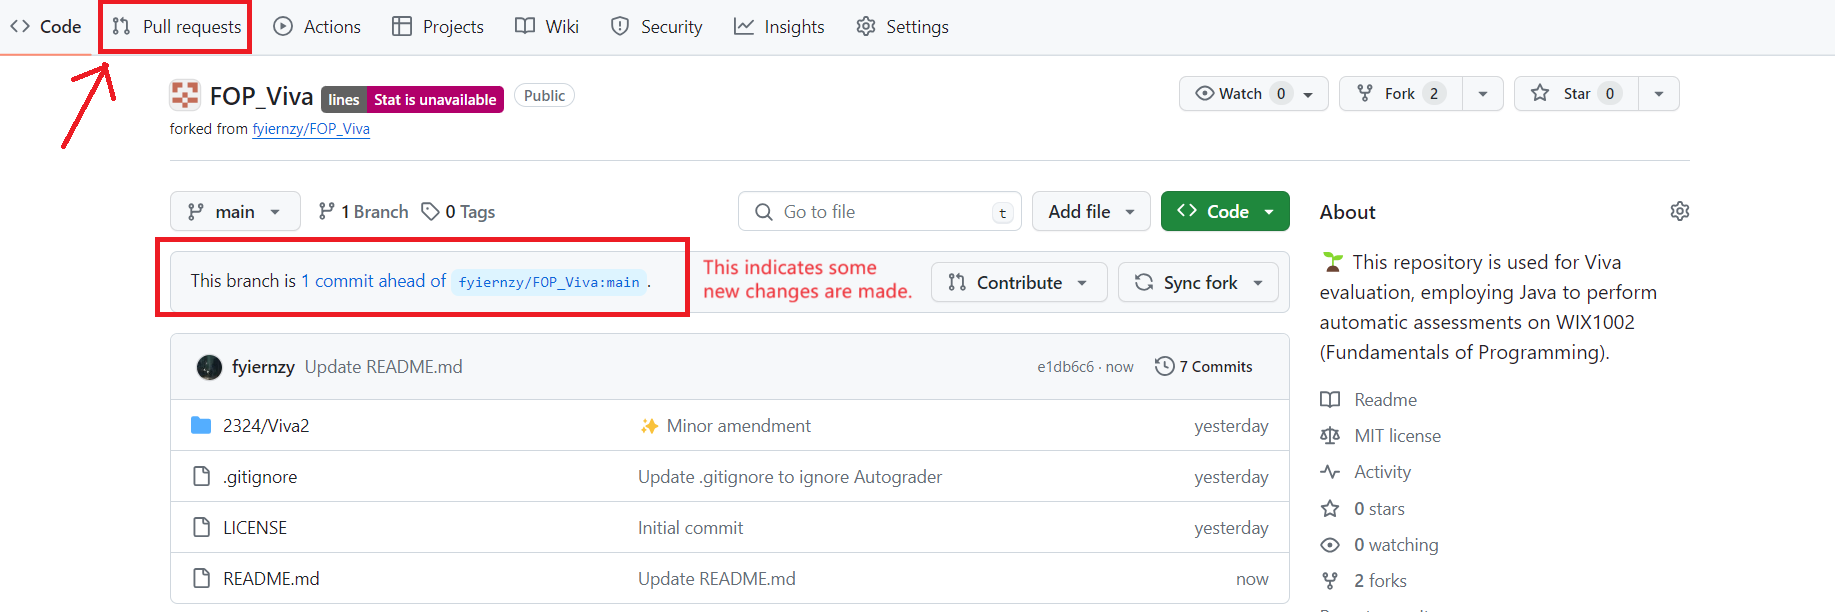 Code Pull requests Actions Projects Wiki Security Insights Settings
FOP_Viva lines Stat is unavailable Public Watch 0 Fork 2 Star 0
forked from fyiernzy/FOP_Viva
main 1 Branch 0 Tags Go to file t Add file Code About
This branch is 1 commit ahead of fyiernzy/FOP_Viva:main.
This indicates some
new changes are made.
Contribute Sync fork
🌱 This repository is used for Viva
evaluation, employing Java to perform
automatic assessments on WIX1002
(Fundamentals of Programming).
fyiernzy Update README.md e1db6c6 · now 7 Commits
2324/Viva2 ✨ Minor amendment yesterday
.gitignore Update .gitignore to ignore Autograder yesterday
LICENSE Initial commit yesterday
README.md Update README.md now
Readme
MIT license
Activity
0 stars
0 watching
2 forks